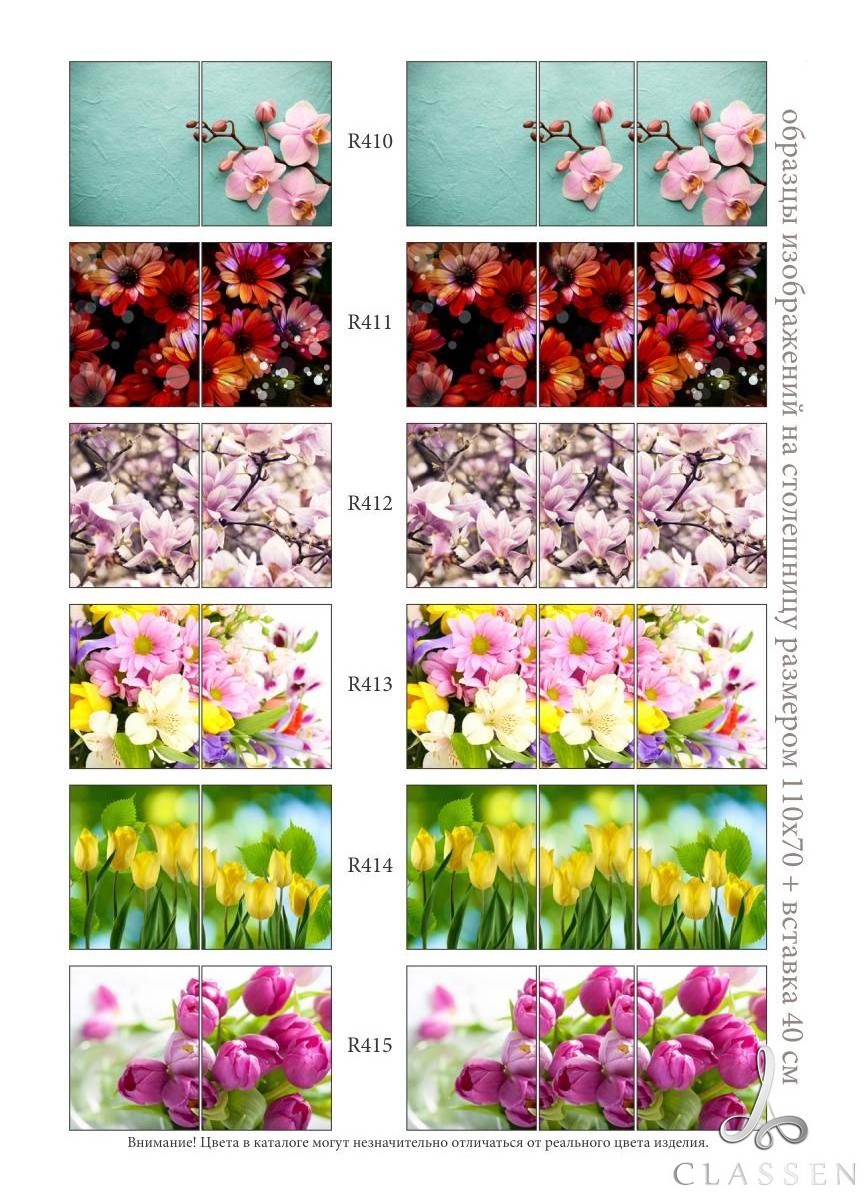 R410
R411
R412
R413
R414
R415
образцы изображений на столешницу размером 110х70 + вставка 40 см
Внимание! Цвета в каталоге могут незначительно отличаться от реального цвета изделия.
CLASSEN